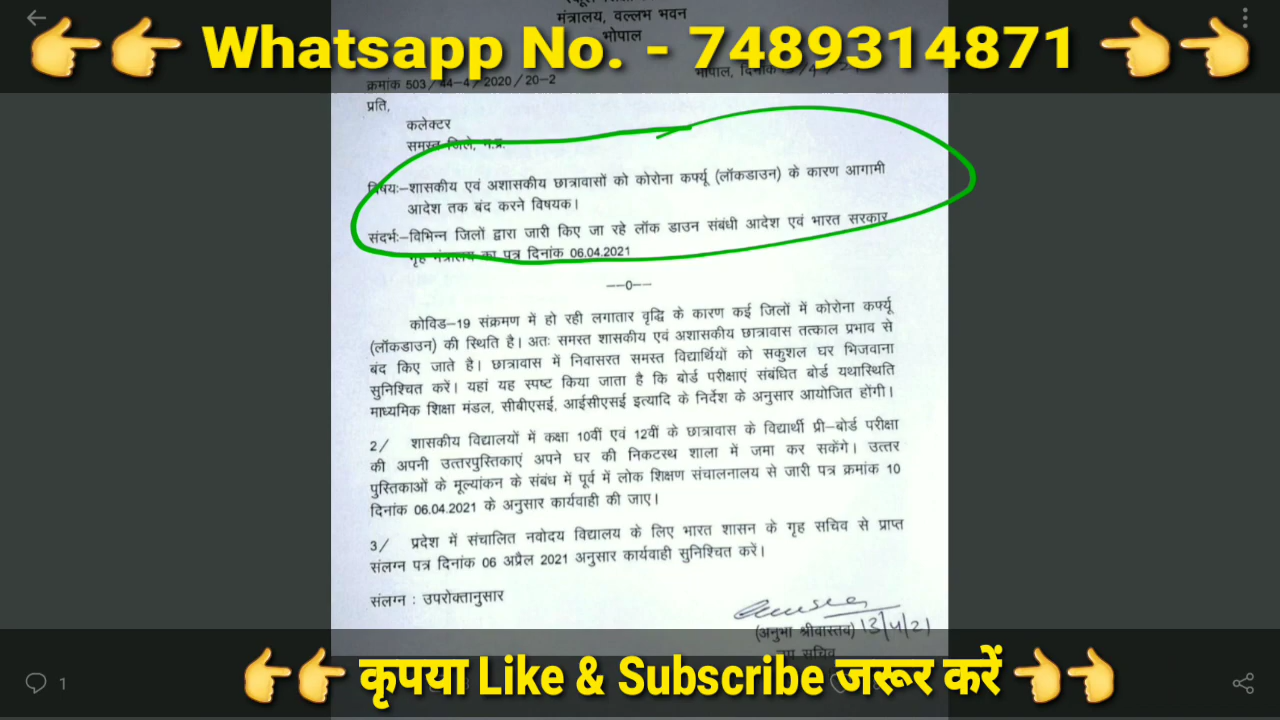 मंत्रालय, वल्लभ भवन
भोपाल
Whatsapp No. - 7489314871
क्रमांक 503/44-4/2020/20-2
भोपाल, दिनांक
प्रति,
कलेक्टर
समस्त जिले, म.प्र.
विषयः-शासकीय एवं अशासकीय छात्रावासों को कोरोना कर्फ्यू (लॉकडाउन) के कारण आगामी
आदेश तक बंद करने विषयक।
संदर्भः-विभिन्न जिलों द्वारा जारी किए जा रहे लॉक डाउन संबंधी आदेश एवं भारत सरकार
गृह मंत्रालय का पत्र दिनांक 06.04.2021
--0--
कोविड-19 संक्रमण में हो रही लगातार वृद्धि के कारण कई जिलों में कोरोना कर्फ्यू
(लॉकडाउन) की स्थिति है। अतः समस्त शासकीय एवं अशासकीय छात्रावास तत्काल प्रभाव से
बंद किए जाते है। छात्रावास में निवासरत समस्त विद्यार्थियों को सकुशल घर भिजवाना
सुनिश्चित करें। यहां यह स्पष्ट किया जाता है कि बोर्ड परीक्षाएं संबंधित बोर्ड यथास्थिति
माध्यमिक शिक्षा मंडल, सीबीएसई, आईसीएसई इत्यादि के निर्देश के अनुसार आयोजित होंगी।
2/ शासकीय विद्यालयों में कक्षा 10वीं एवं 12वीं के छात्रावास के विद्यार्थी प्री-बोर्ड परीक्षा
की अपनी उत्तरपुस्तिकाएं अपने घर की निकटस्थ शाला में जमा कर सकेंगे। उत्तर
पुस्तिकाओं के मूल्यांकन के संबंध में पूर्व में लोक शिक्षण संचालनालय से जारी पत्र क्रमांक 10
दिनांक 06.04.2021 के अनुसार कार्यवाही की जाए।
3/ प्रदेश में संचालित नवोदय विद्यालय के लिए भारत शासन के गृह सचिव से प्राप्त
संलग्न पत्र दिनांक 06 अप्रैल 2021 अनुसार कार्यवाही सुनिश्चित करें।
संलग्न : उपरोक्तानुसार
(अनुभा श्रीवास्तव) 13/4/21
सचिव
कृपया Like & Subscribe जरूर करें
1